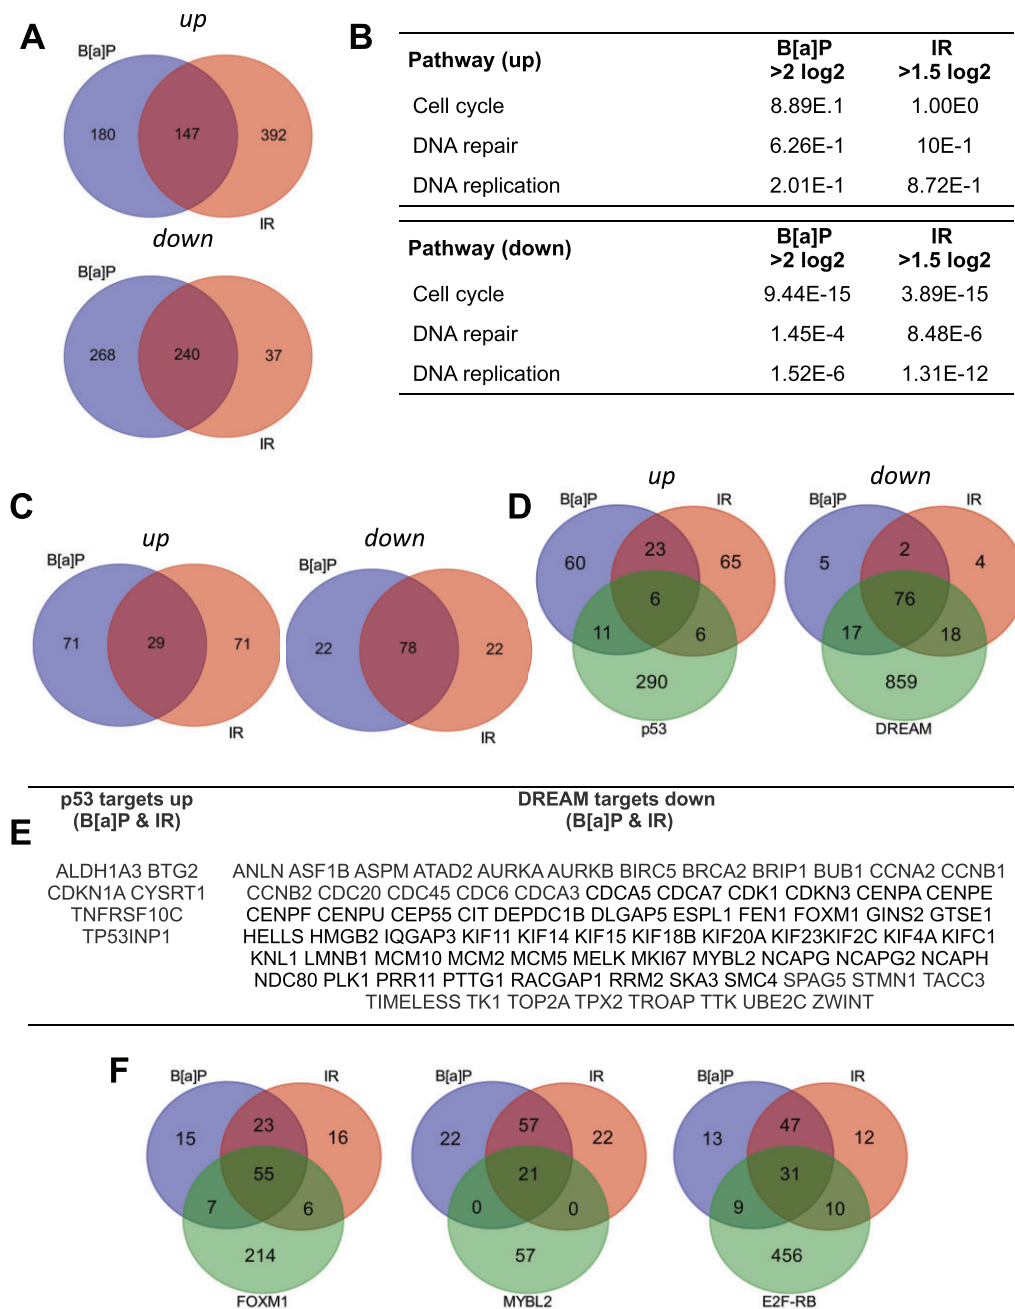 A
up
B[a]P
180
147
392
IR
down
B[a]P
268
240
37
IR
B
Pathway (up)
B[a]P
>2 log2
IR
>1.5 log2
Cell cycle
8.89E.1
1.00E0
DNA repair
6.26E-1
10E-1
DNA replication
2.01E-1
8.72E-1
Pathway (down)
B[a]P
>2 log2
IR
>1.5 log2
Cell cycle
9.44E-15
3.89E-15
DNA repair
1.45E-4
8.48E-6
DNA replication
1.52E-6
1.31E-12
C
up
B[a]P
71
29
71
IR
down
B[a]P
22
78
22
IR
D
up
B[a]P
IR
60
23
65
6
11
6
290
p53
down
B[a]P
IR
5
2
4
76
17
18
859
DREAM
E
p53 targets up
(B[a]P & IR)
DREAM targets down
(B[a]P & IR)
ALDH1A3 BTG2
CDKN1A CYSRT1
TNFRSF10C
TP53INP1
ANLN ASF1B ASPM ATAD2 AURKA AURKB BIRC5 BRCA2 BRIP1 BUB1 CCNA2 CCNB1
CCNB2 CDC20 CDC45 CDC6 CDCA3 CDCA5 CDCA7 CDK1 CDKN3 CENPA CENPE
CENPF CENPU CEP55 CIT DEPDC1B DLGAP5 ESPL1 FEN1 FOXM1 GINS2 GTSE1
HELLS HMGB2 IQGAP3 KIF11 KIF14 KIF15 KIF18B KIF20A KIF23KIF2C KIF4A KIFC1
KNL1 LMNB1 MCM10 MCM2 MCM5 MELK MKI67 MYBL2 NCAPG NCAPG2 NCAPH
NDC80 PLK1 PRR11 PTTG1 RACGAP1 RRM2 SKA3 SMC4 SPAG5 STMN1 TACC3
TIMELESS TK1 TOP2A TPX2 TROAP TTK UBE2C ZWINT
F
B[a]P
IR
15
23
16
55
7
6
214
FOXM1
B[a]P
IR
22
57
22
21
0
0
57
MYBL2
B[a]P
IR
13
47
12
31
9
10
456
E2F-RB